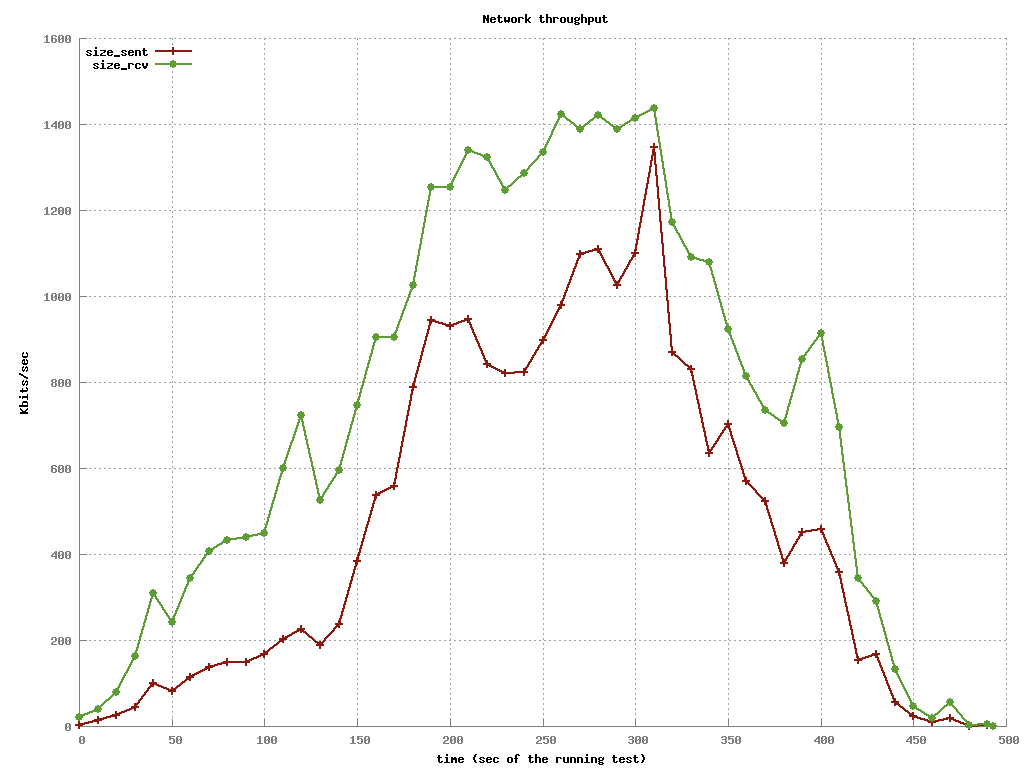 Network throughput
size_sent
size_rcv
1600
1400
1200
1000
800
600
400
200
0
Kbits/sec
0 50 100 150 200 250 300 350 400 450 500
time (sec of the running test)